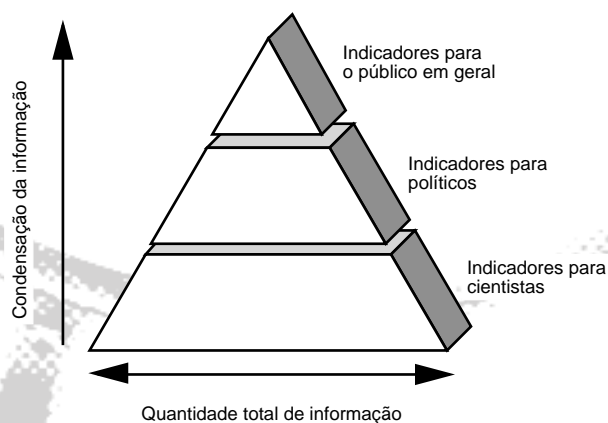 Indicadores para
o público em geral
Condensação da informação
Indicadores para
políticos
Indicadores para
cientistas
Quantidade total de informação